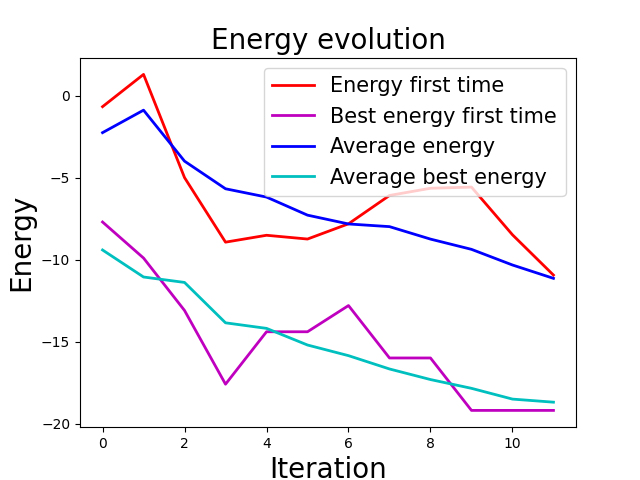 Energy evolution
Energy
0
−5
−10
−15
−20
Energy first time
Best energy first time
Average energy
Average best energy
0 2 4 6 8 10
Iteration